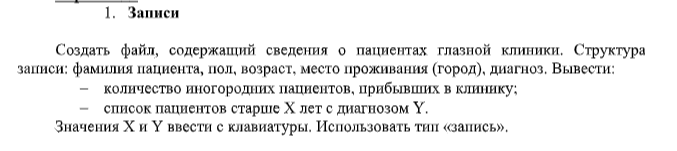 1. Записи
Создать файл, содержащий сведения о пациентах глазной клиники. Структура
записи: фамилия пациента, пол, возраст, место проживания (город), диагноз. Вывести:
– количество иногородних пациентов, прибывших в клинику;
– список пациентов старше X лет с диагнозом Y.
Значения X и Y ввести с клавиатуры. Использовать тип «запись».